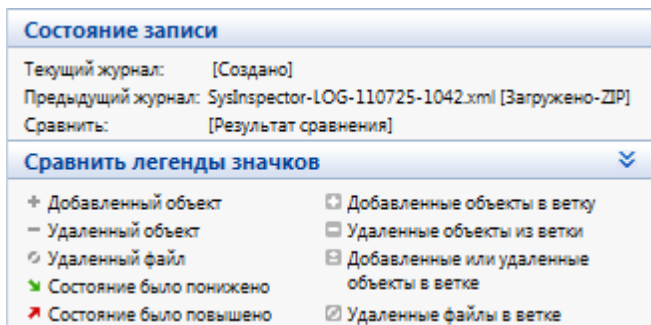 Состояние записи
Текущий журнал: [Создано]
Предыдущий журнал: SysInspector-LOG-110725-1042.xml [Загружено-ZIP]
Сравнить: [Результат сравнения]
Сравнить легенды значков
Добавленный объект
Удаленный объект
Удаленный файл
Состояние было понижено
Состояние было повышено
Добавленные объекты в ветку
Удаленные объекты из ветки
Добавленные или удаленные
объекты в ветке
Удаленные файлы в ветке